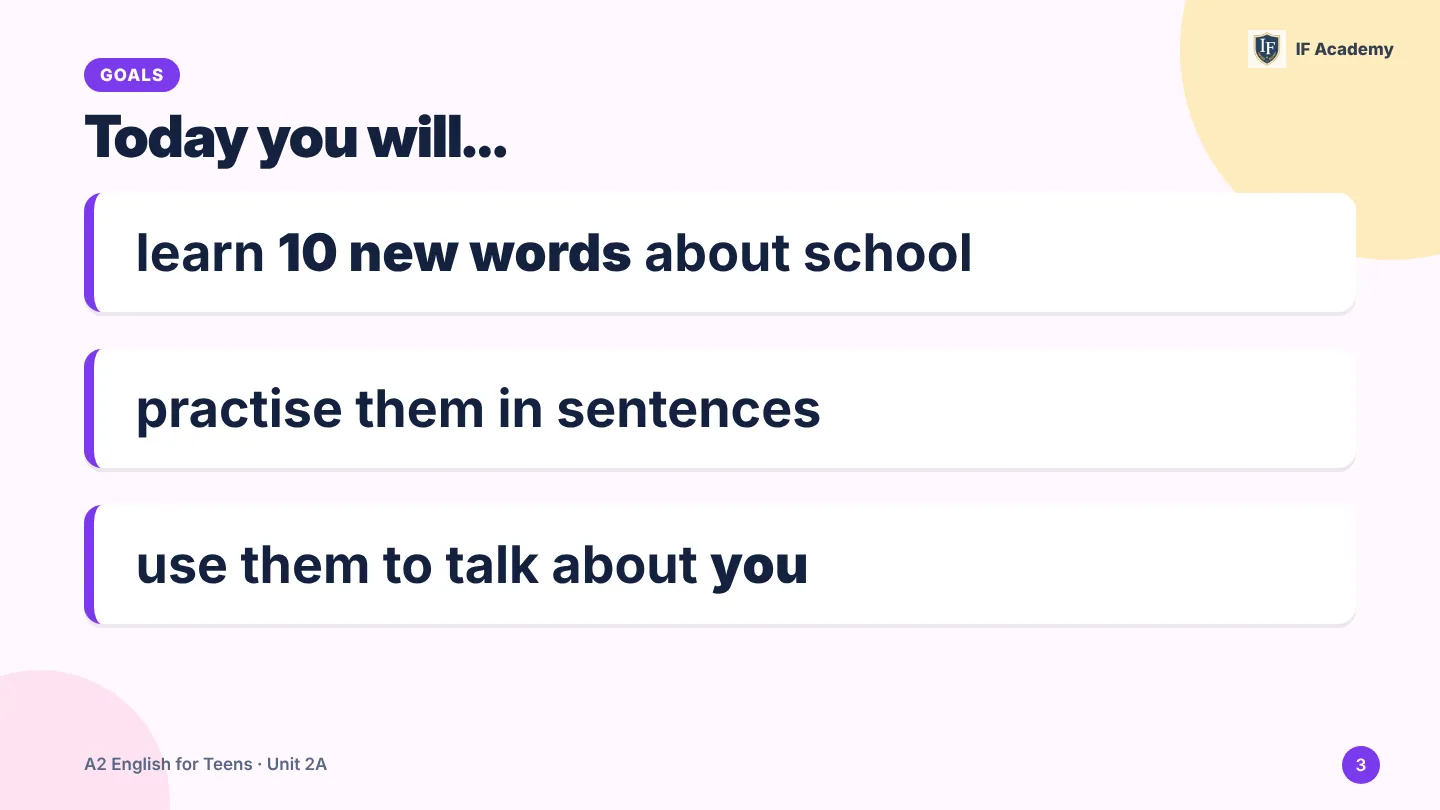 IF
IF Academy
GOALS
Today you will...
learn 10 new words about school
practise them in sentences
use them to talk about you
A2 English for Teens · Unit 2A
3